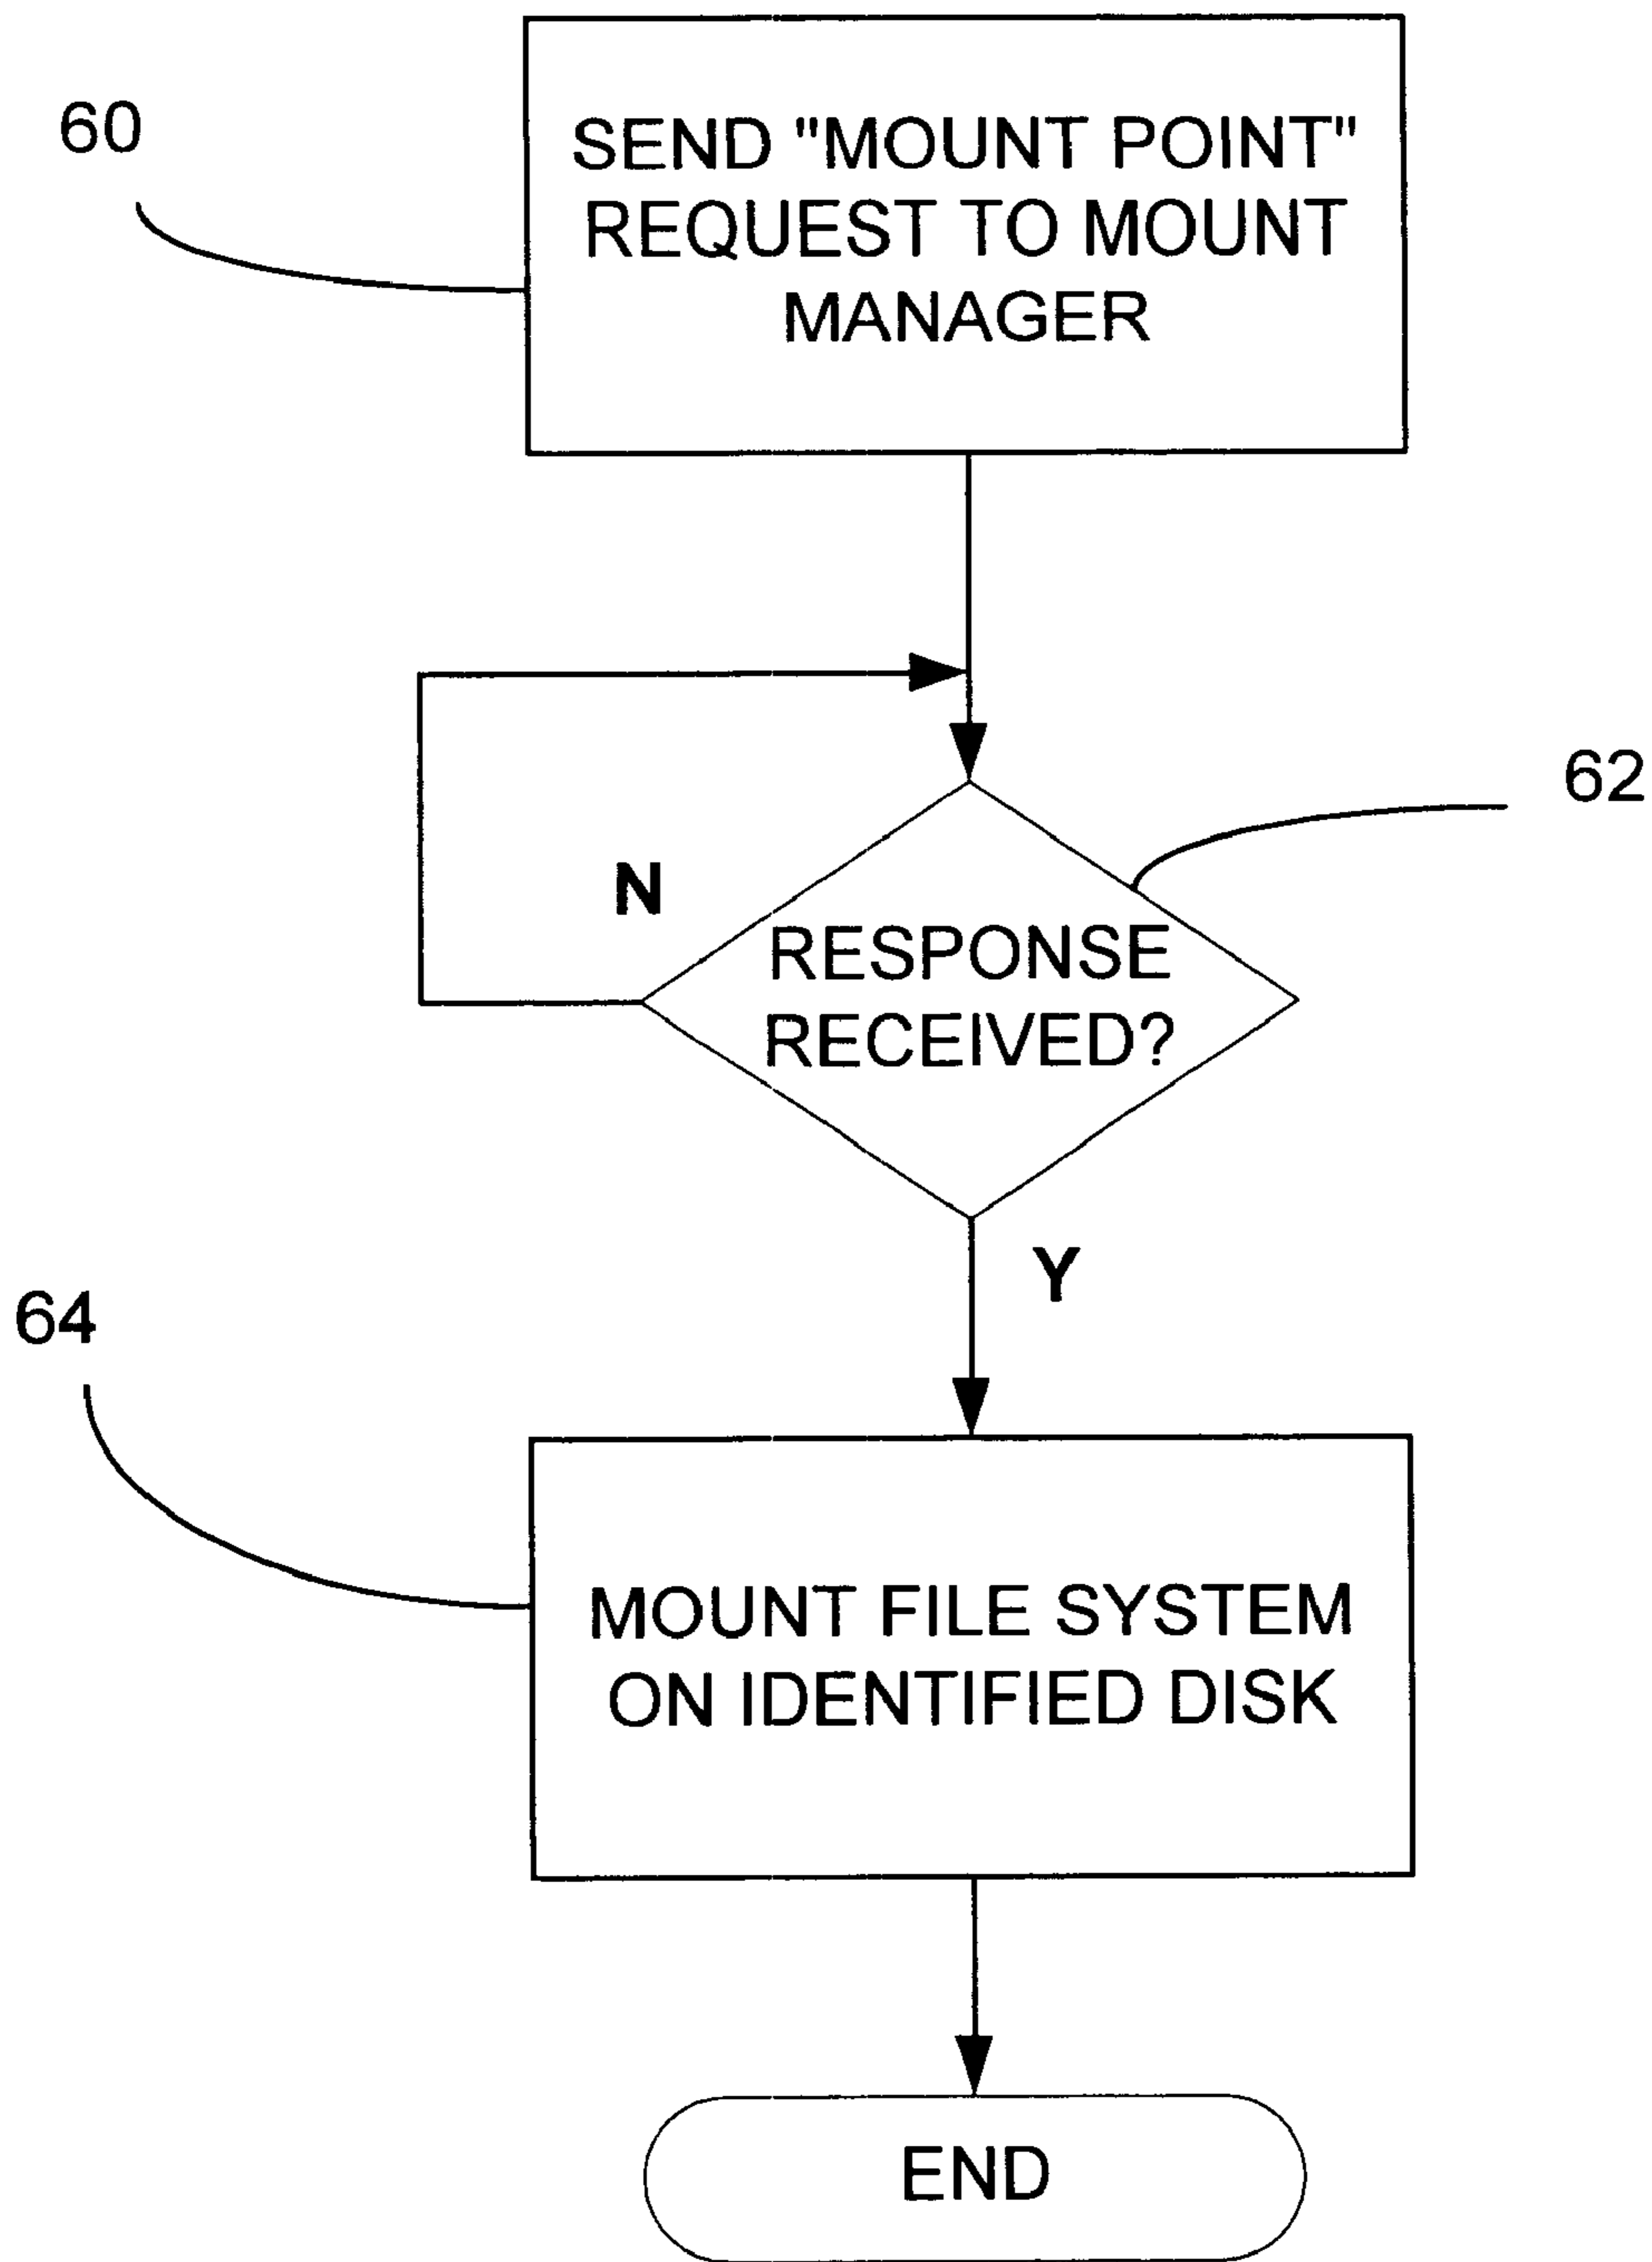 60
SEND "MOUNT POINT"
REQUEST TO MOUNT
MANAGER
62
N
RESPONSE
RECEIVED?
Y
64
MOUNT FILE SYSTEM
ON IDENTIFIED DISK
END